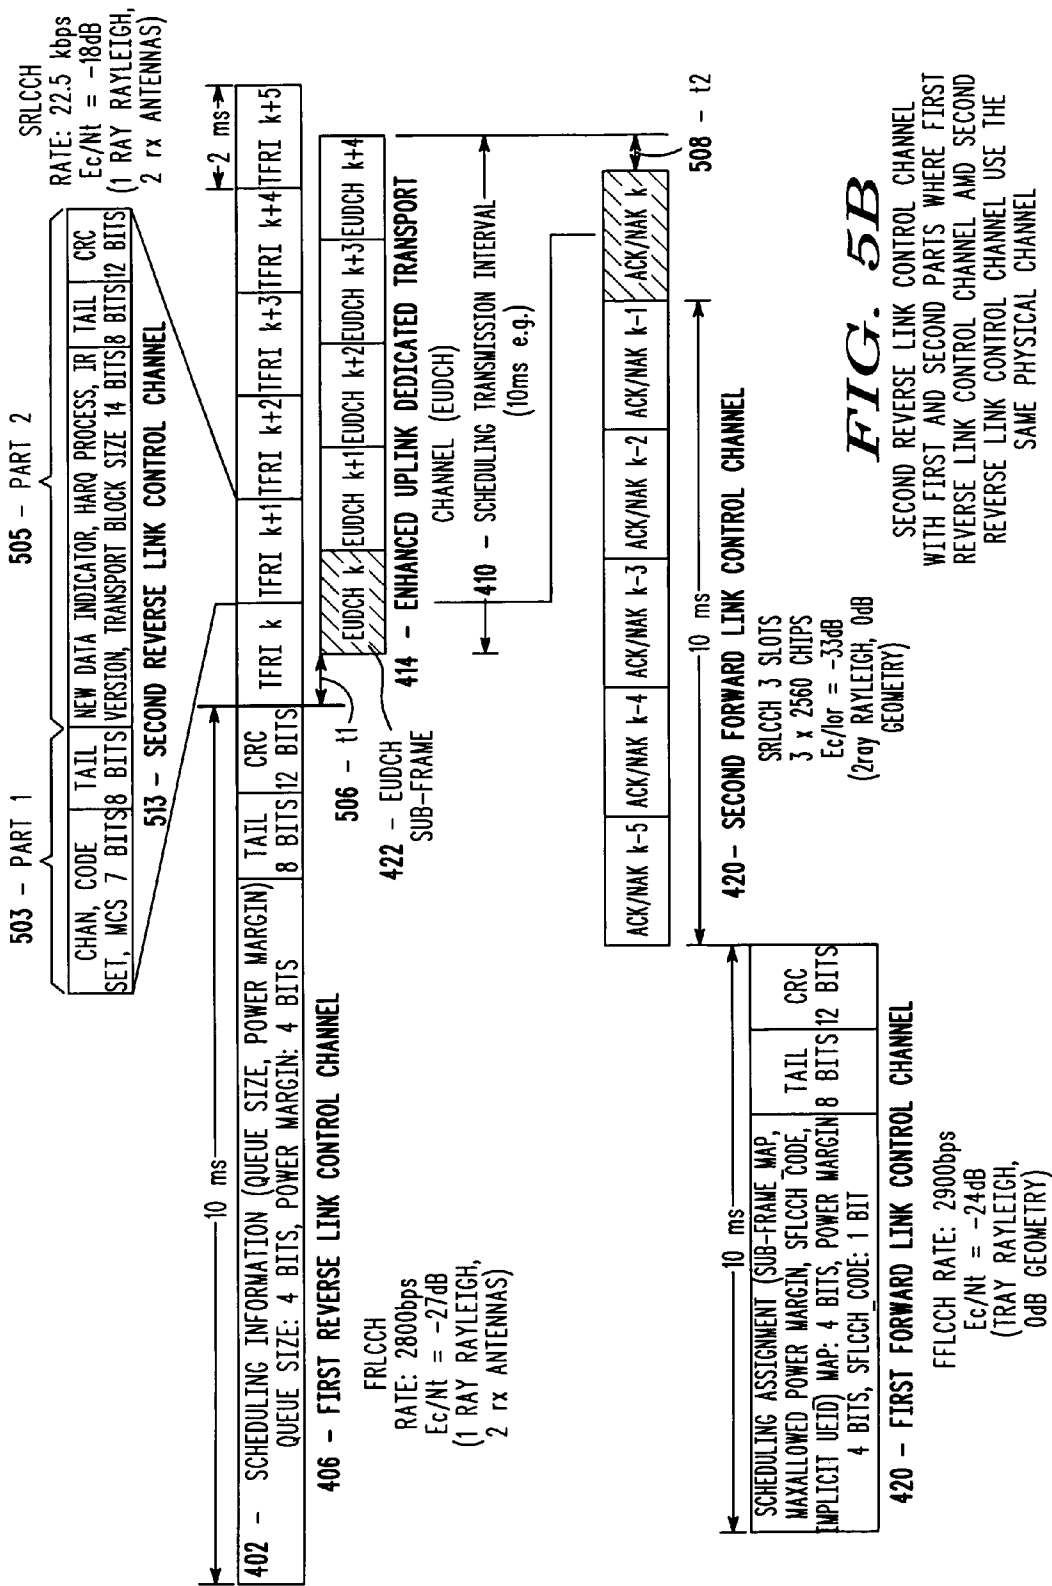 503 - PART 1
505 - PART 2
CHAN, CODE
SET, MCS 7 BITS
TAIL
8 BITS
NEW DATA INDICATOR, HARQ PROCESS, IR
VERSION, TRANSPORT BLOCK SIZE 14 BITS
TAIL
8 BITS
CRC
12 BITS
SRLCCH
RATE: 22.5 kbps
Ec/Nt = -18dB
(1 RAY RAYLEIGH,
2 rx ANTENNAS)
513 - SECOND REVERSE LINK CONTROL CHANNEL
10 ms
2 ms
402 - SCHEDULING INFORMATION (QUEUE SIZE, POWER MARGIN)
QUEUE SIZE: 4 BITS, POWER MARGIN: 4 BITS
TAIL
8 BITS
CRC
12 BITS
TFRI k
TFRI k+1
TFRI k+2
TFRI k+3
TFRI k+4
TFRI k+5
406 - FIRST REVERSE LINK CONTROL CHANNEL
FRLCCH
RATE: 2800bps
Ec/Nt = -27dB
(1 RAY RAYLEIGH,
2 rx ANTENNAS)
506 - t1
422 - EUDCH
SUB-FRAME
EUDCH k
EUDCH k+1
EUDCH k+2
EUDCH k+3
EUDCH k+4
414 - ENHANCED UPLINK DEDICATED TRANSPORT
CHANNEL (EUDCH)
410 - SCHEDULING TRANSMISSION INTERVAL
(10ms e.g.)
ACK/NAK k-5
ACK/NAK k-4
ACK/NAK k-3
ACK/NAK k-2
ACK/NAK k-1
ACK/NAK k
508 - t2
10 ms
420- SECOND FORWARD LINK CONTROL CHANNEL
SRLCCH 3 SLOTS
3 x 2560 CHIPS
Ec/Ior = -33dB
(2ray RAYLEIGH, 0dB
GEOMETRY)
10 ms
SCHEDULING ASSIGNMENT (SUB-FRAME MAP,
MAXALLOWED POWER MARGIN, SFLCCH_CODE,
IMPLICIT UEID) MAP: 4 BITS, POWER MARGIN
4 BITS, SFLCCH_CODE: 1 BIT
TAIL
8 BITS
CRC
12 BITS
420 - FIRST FORWARD LINK CONTROL CHANNEL
FFLCCH RATE: 2900bps
Ec/Nt = -24dB
(TRAY RAYLEIGH,
0dB GEOMETRY)
FIG. 5B
SECOND REVERSE LINK CONTROL CHANNEL
WITH FIRST AND SECOND PARTS WHERE FIRST
REVERSE LINK CONTROL CHANNEL AMD SECOND
REVERSE LINK CONTROL CHANNEL USE THE
SAME PHYSICAL CHANNEL